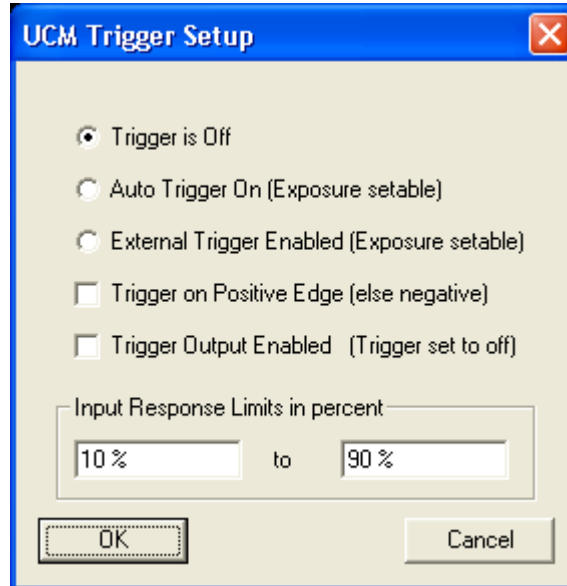 UCM Trigger Setup
Trigger is Off
Auto Trigger On (Exposure setable)
External Trigger Enabled (Exposure setable)
Trigger on Positive Edge (else negative)
Trigger Output Enabled (Trigger set to off)
Input Response Limits in percent
10 % to 90 %
OK Cancel